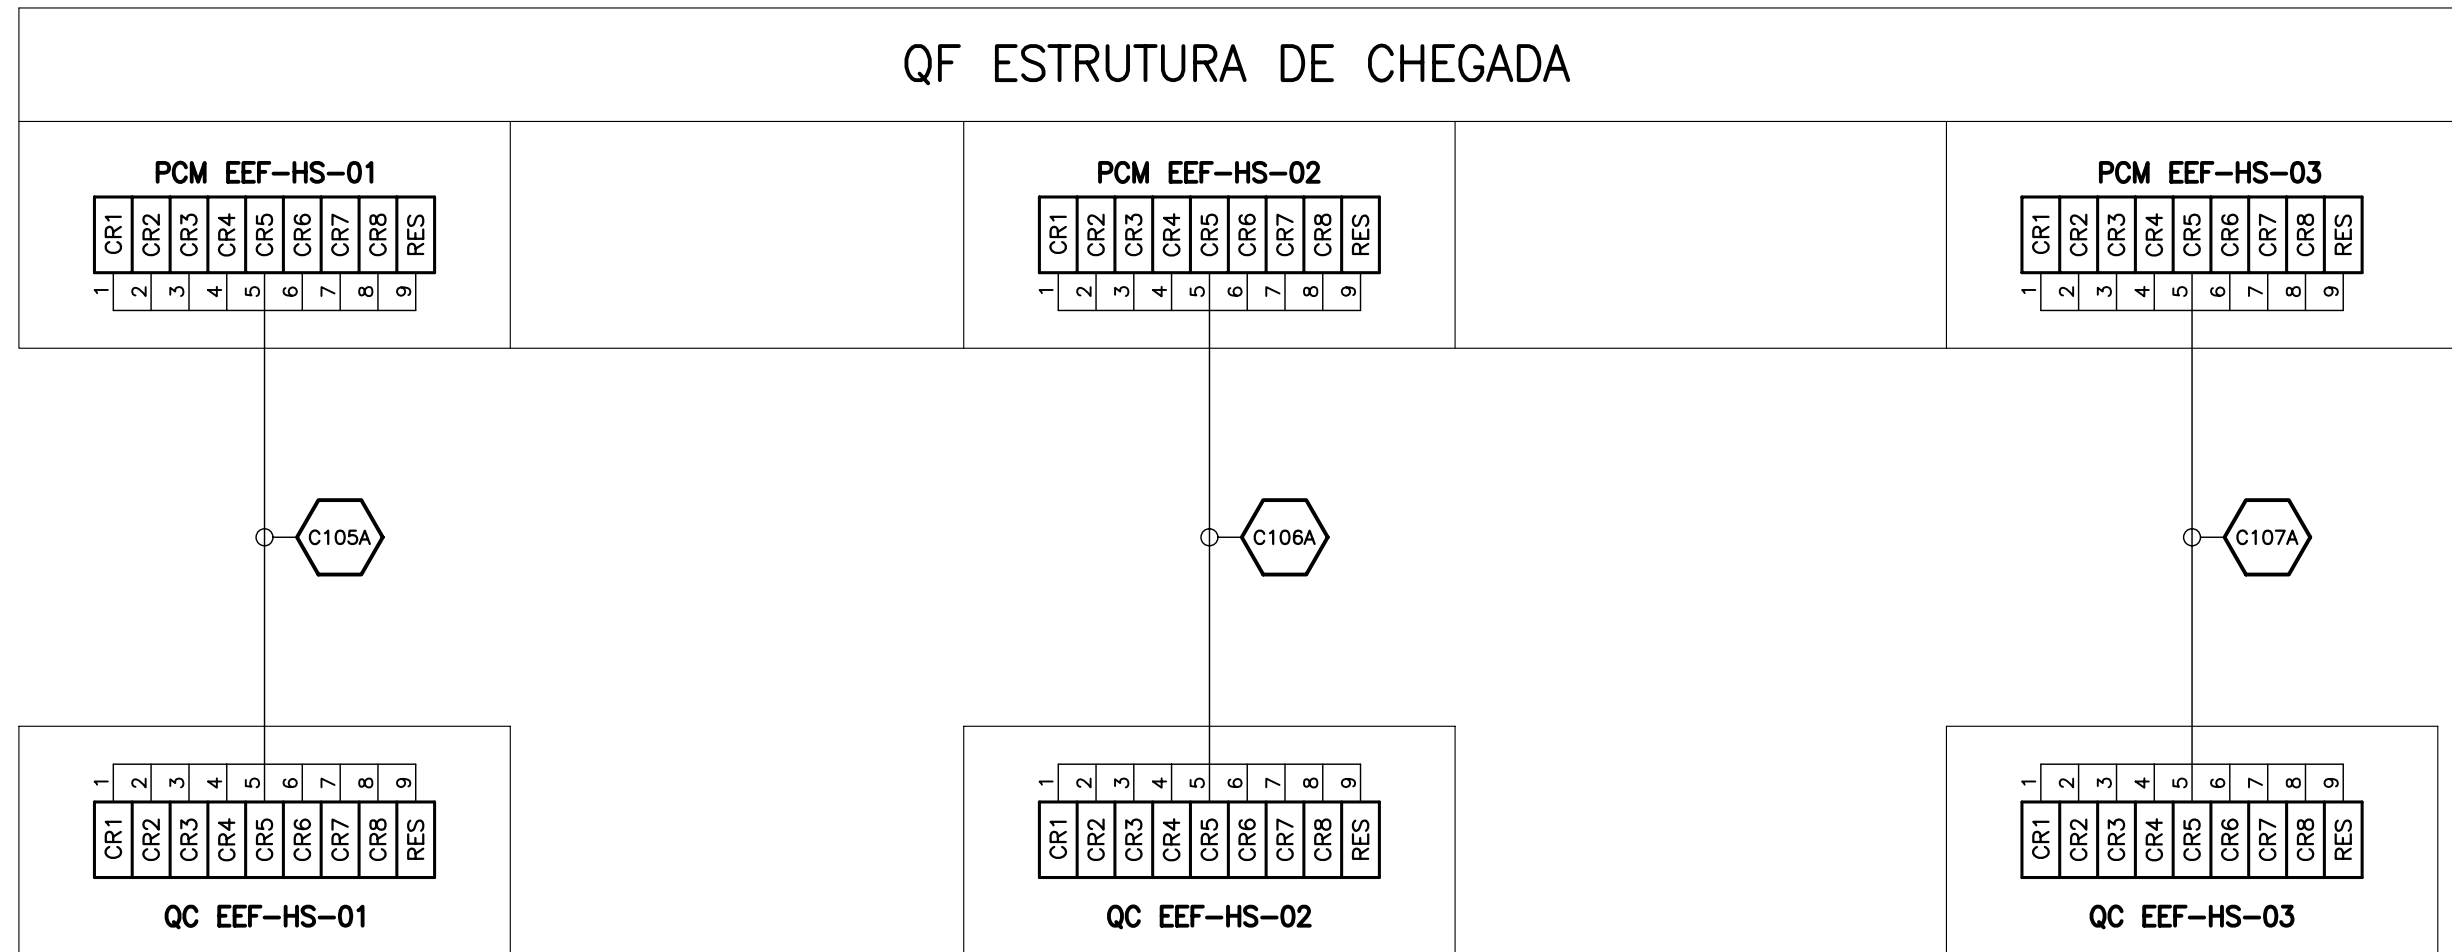 QF ESTRUTURA DE CHEGADA
PCM EEF-HS-01
CR1 CR2 CR3 CR4 CR5 CR6 CR7 CR8 RES
1 2 3 4 5 6 7 8 9
PCM EEF-HS-02
CR1 CR2 CR3 CR4 CR5 CR6 CR7 CR8 RES
1 2 3 4 5 6 7 8 9
PCM EEF-HS-03
CR1 CR2 CR3 CR4 CR5 CR6 CR7 CR8 RES
1 2 3 4 5 6 7 8 9
C105A
C106A
C107A
1 2 3 4 5 6 7 8 9
CR1 CR2 CR3 CR4 CR5 CR6 CR7 CR8 RES
QC EEF-HS-01
1 2 3 4 5 6 7 8 9
CR1 CR2 CR3 CR4 CR5 CR6 CR7 CR8 RES
QC EEF-HS-02
1 2 3 4 5 6 7 8 9
CR1 CR2 CR3 CR4 CR5 CR6 CR7 CR8 RES
QC EEF-HS-03